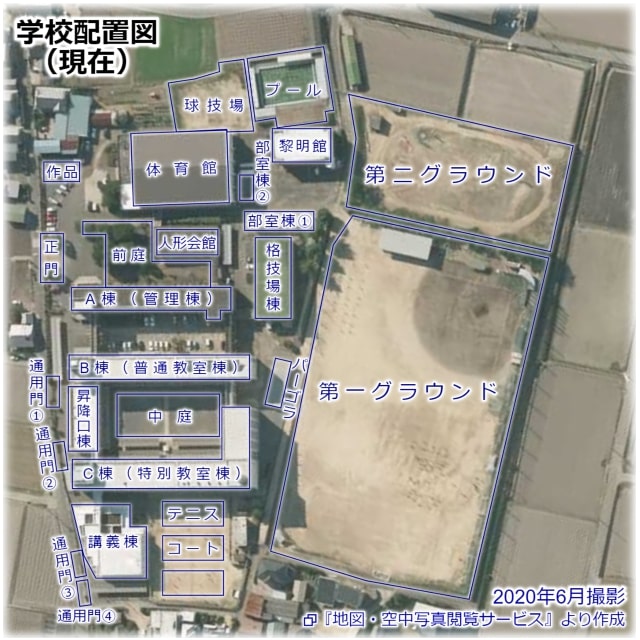 学校配置図
（現在）
プール
球技場
黎明館
体育館
部室棟②
作品
第二グラウンド
部室棟①
正門
前庭
人形会館
格技場棟
A棟（管理棟）
B棟（普通教室棟）
パーゴラ
通用門①
昇降口棟
中庭
第一グラウンド
通用門②
C棟（特別教室棟）
テニス
コート
講義棟
通用門③
通用門④
2020年6月撮影
『地図・空中写真閲覧サービス』より作成